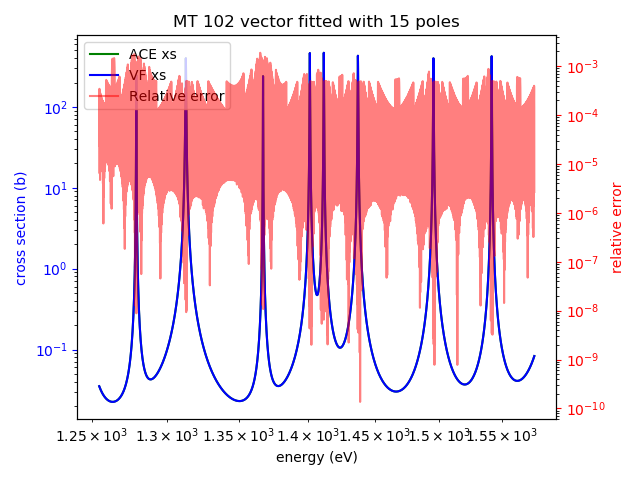 MT 102 vector fitted with 15 poles
ACE xs
VF xs
Relative error
10²
10¹
10⁰
10⁻¹
cross section (b)
10⁻³
10⁻⁴
10⁻⁵
10⁻⁶
10⁻⁷
10⁻⁸
10⁻⁹
10⁻¹⁰
relative error
1.25 × 10³ 1.3 × 10³ 1.35 × 10³ 1.4 × 10³ 1.45 × 10³ 1.5 × 10³ 1.55 × 10³
energy (eV)